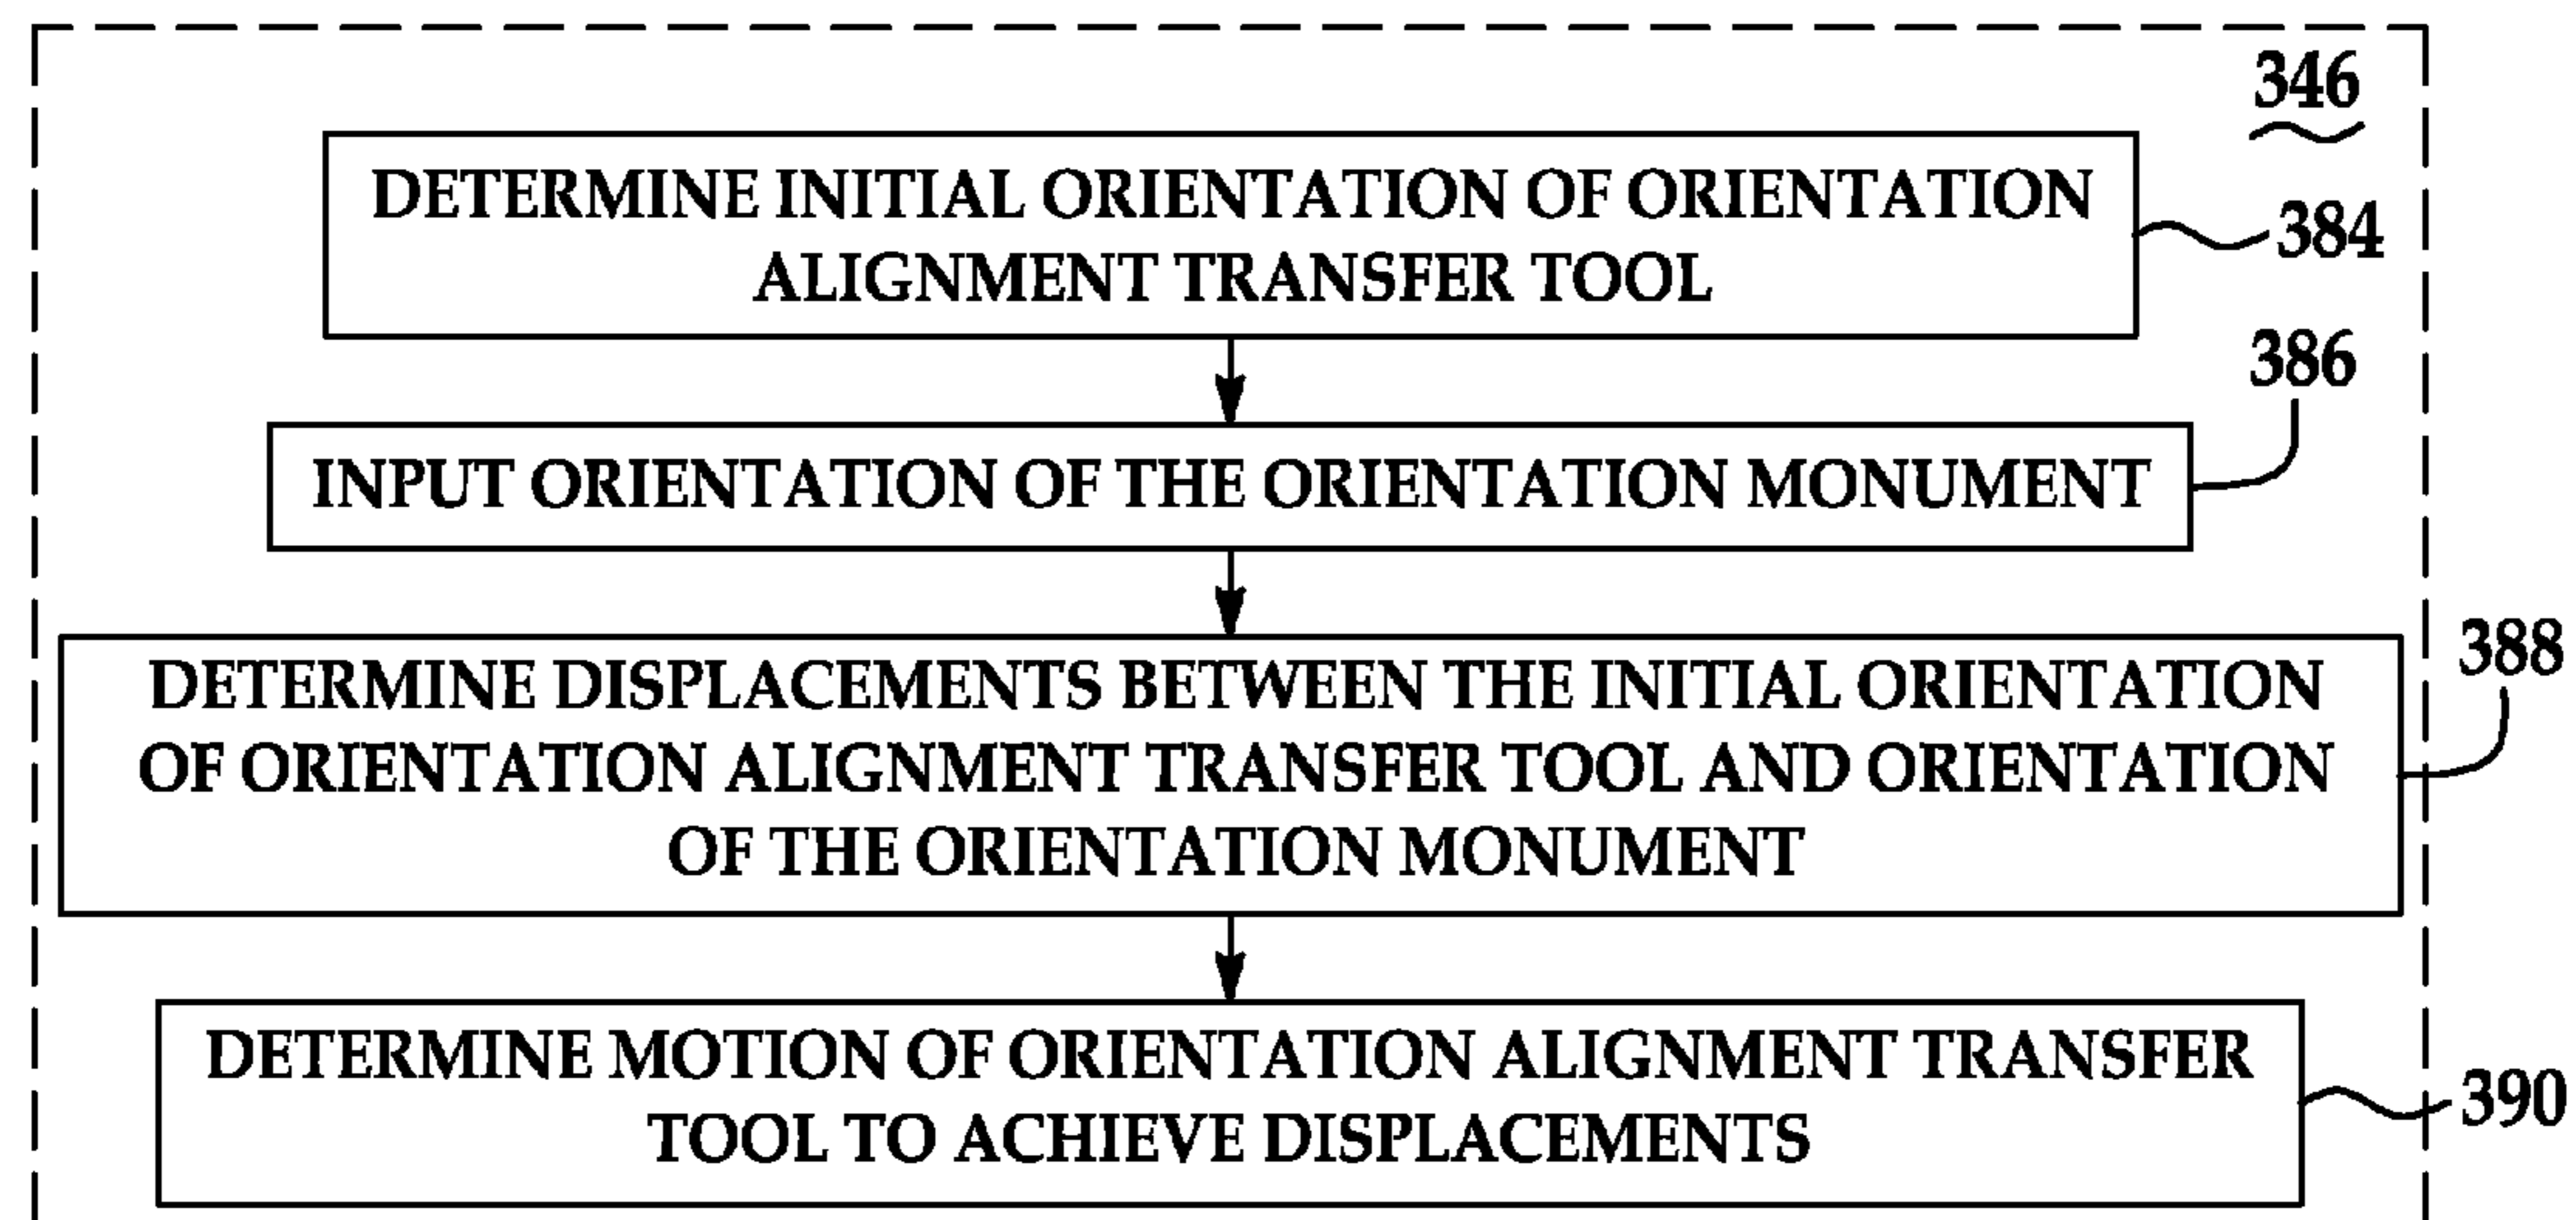 346
DETERMINE INITIAL ORIENTATION OF ORIENTATION
ALIGNMENT TRANSFER TOOL
384
386
INPUT ORIENTATION OF THE ORIENTATION MONUMENT
DETERMINE DISPLACEMENTS BETWEEN THE INITIAL ORIENTATION
OF ORIENTATION ALIGNMENT TRANSFER TOOL AND ORIENTATION
OF THE ORIENTATION MONUMENT
388
DETERMINE MOTION OF ORIENTATION ALIGNMENT TRANSFER
TOOL TO ACHIEVE DISPLACEMENTS
390